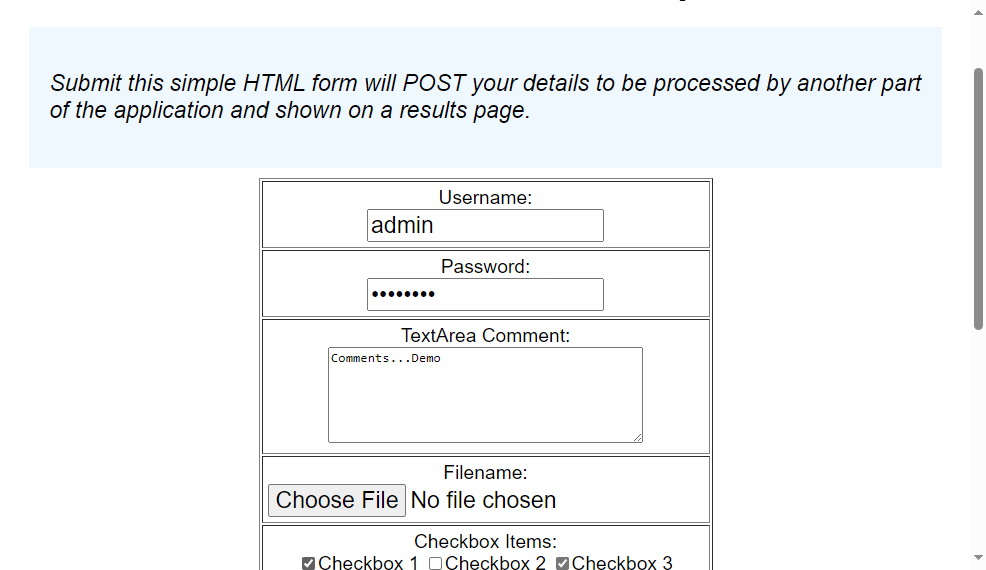 Submit this simple HTML form will POST your details to be processed by another part
of the application and shown on a results page.
Username:
admin
Password:
••••••••
TextArea Comment:
Comments...Demo
Filename:
Choose File No file chosen
Checkbox Items:
Checkbox 1 Checkbox 2 Checkbox 3